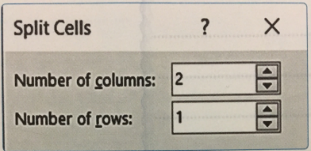 Split Cells ? X
Number of columns: 2
Number of rows: 1